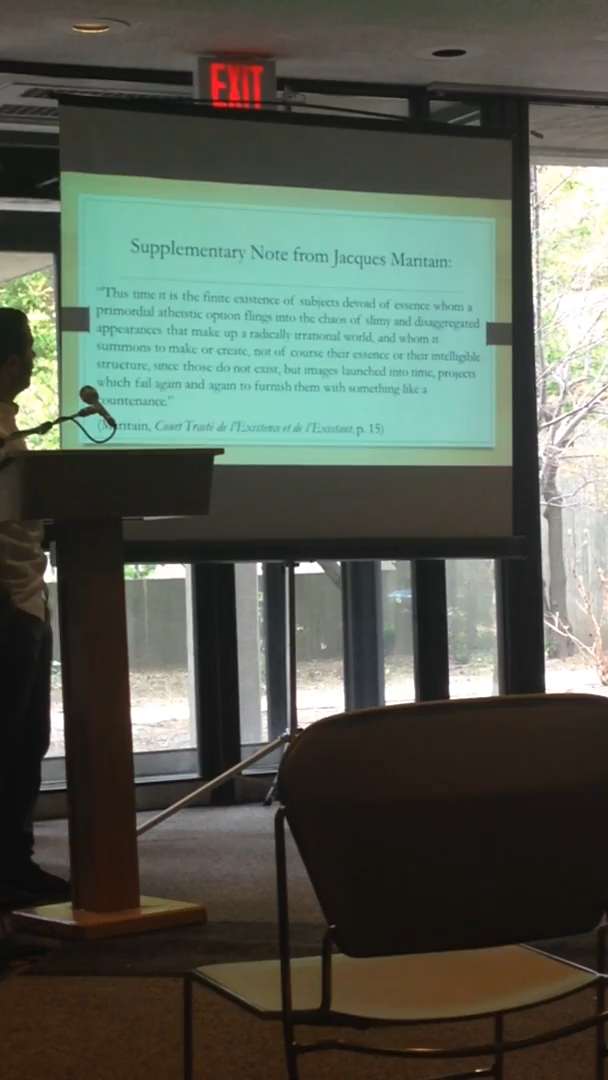 EXIT
Supplementary Note from Jacques Maritain:
"This time it is the finite existence of subjects devoid of essence whom a
primordial atheistic option flings into the chaos of slimy and disaggregated
appearances that make up a radically irrational world, and whom it
summons to make or create, not of course their essence or their intelligible
structure, since those do not exist, but images launched into time, projects
which fail again and again to furnish them with something like a
countenance."
(Maritain, Court Traité de l'Existence et de l'Existant, p. 15)